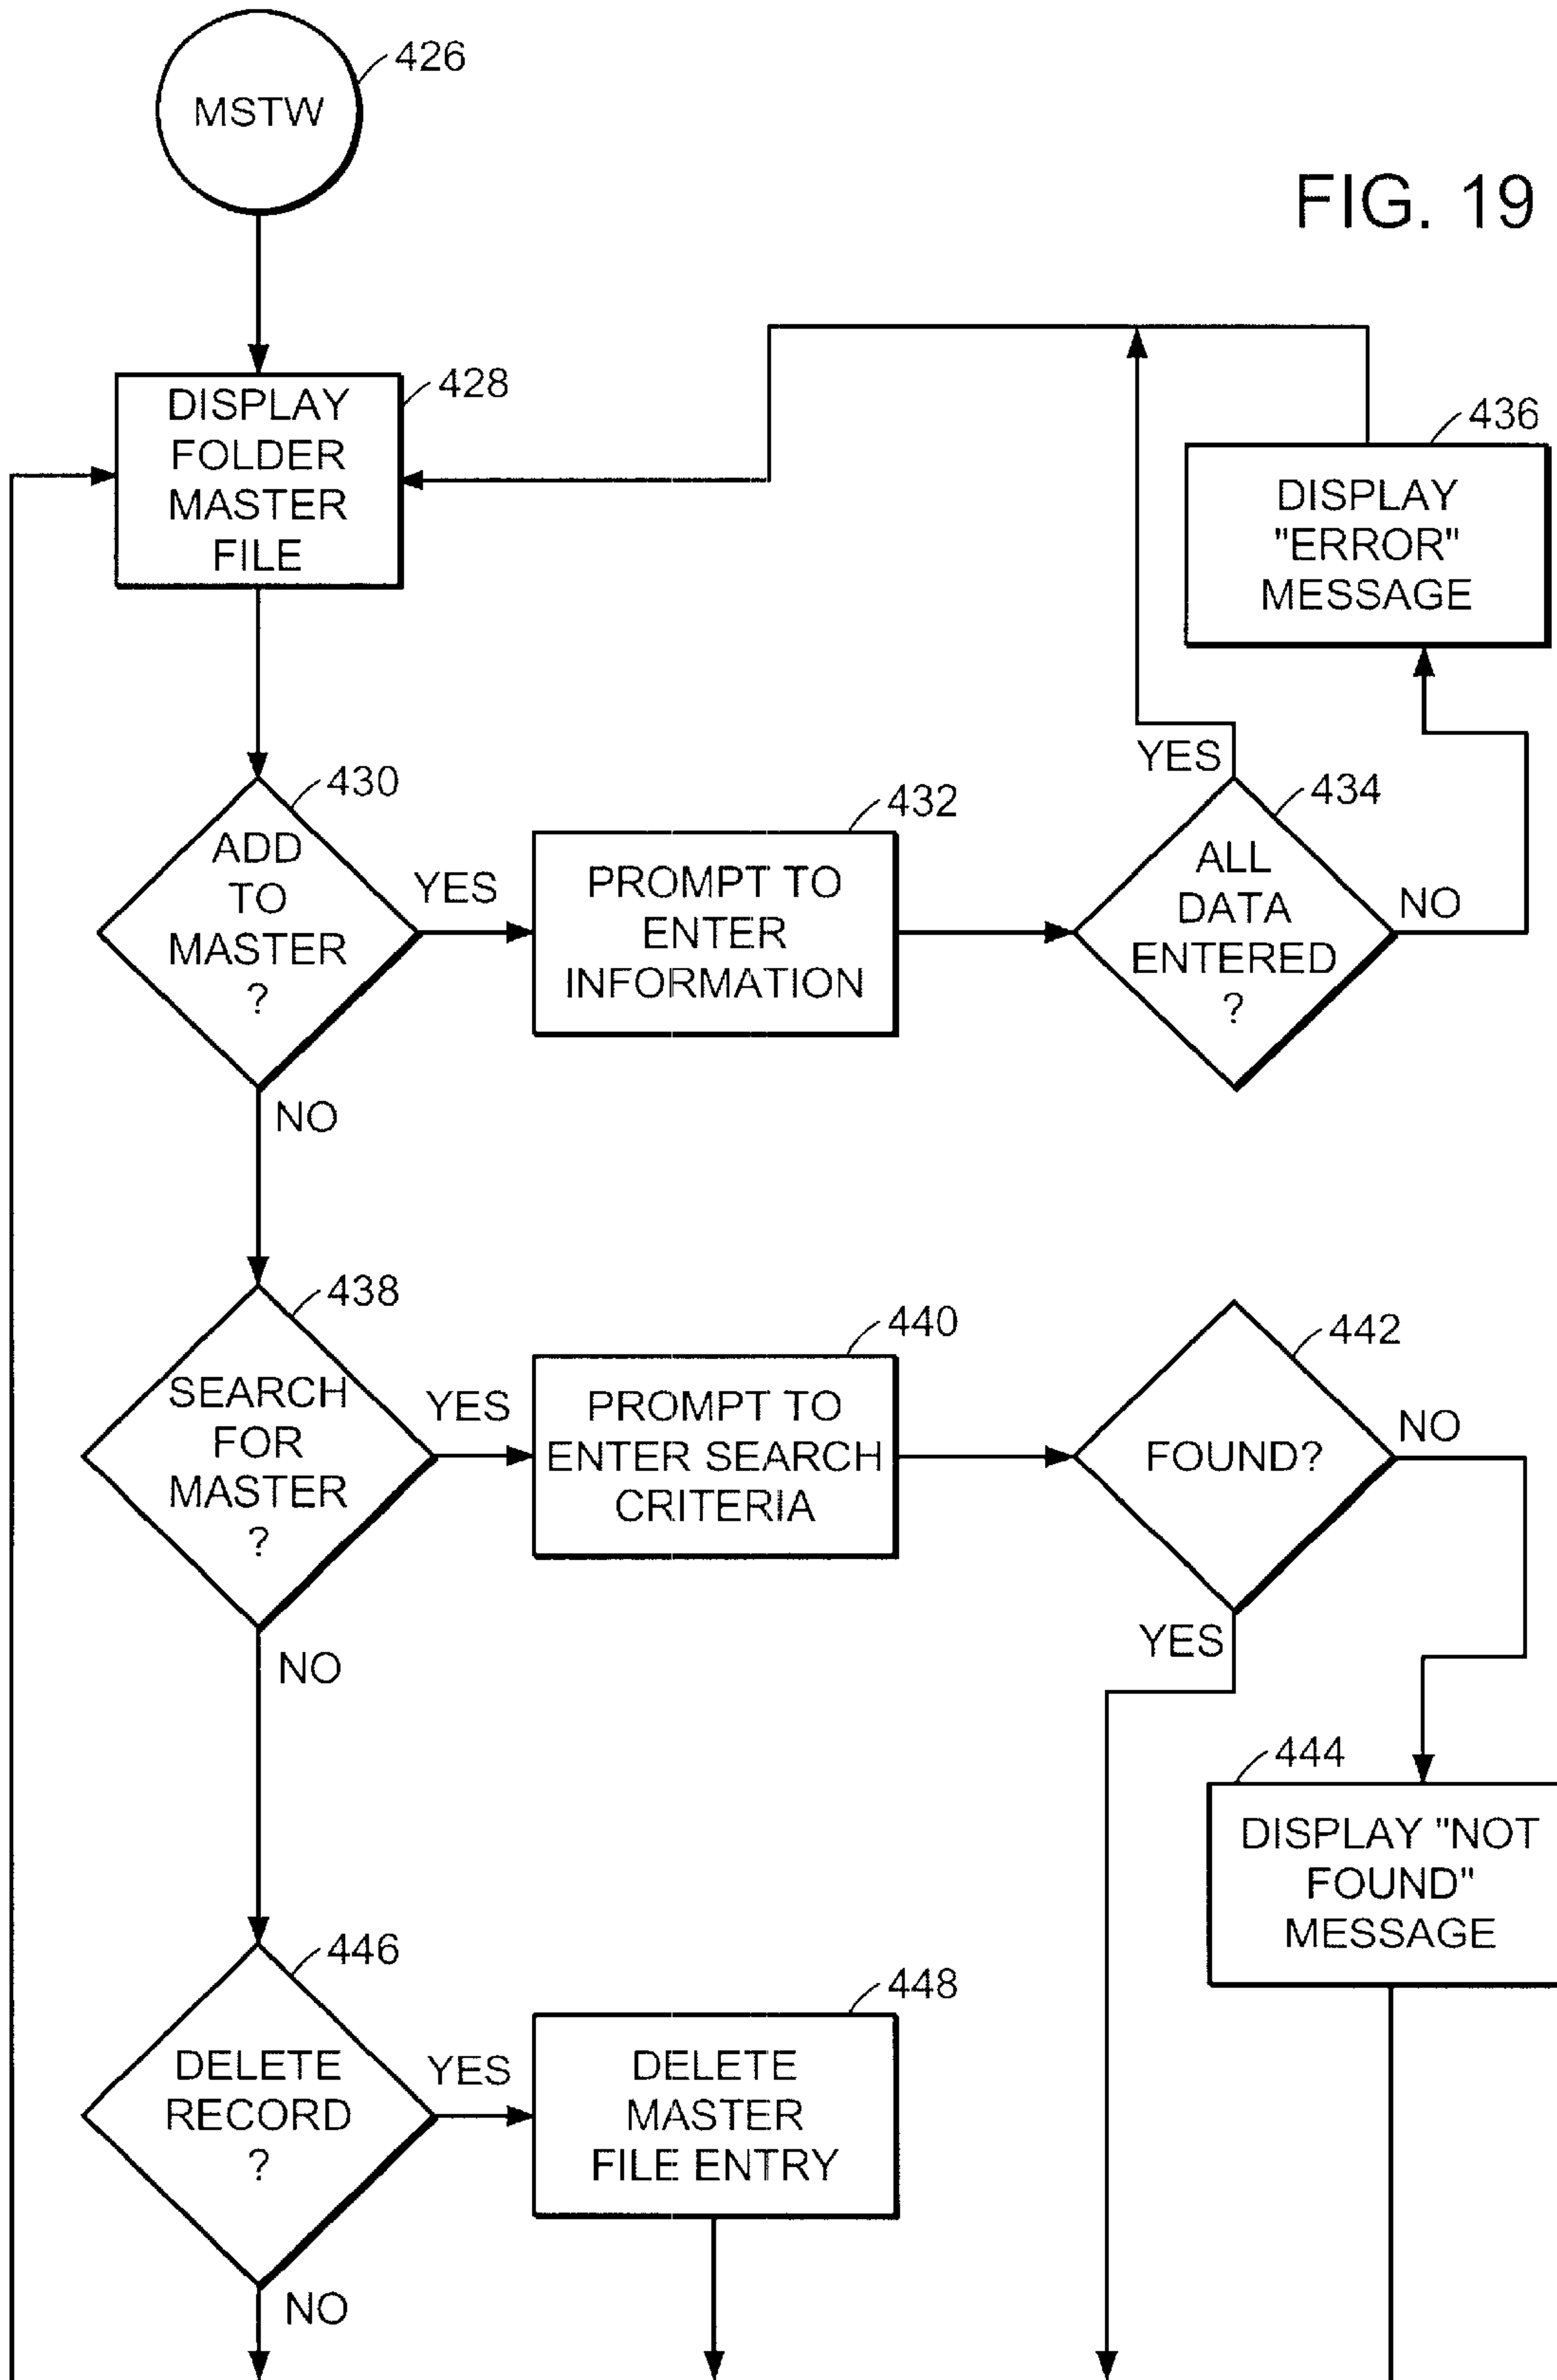 426
MSTW
FIG. 19
428
DISPLAY
FOLDER
MASTER
FILE
436
DISPLAY
"ERROR"
MESSAGE
430
ADD
TO
MASTER
?
YES
432
PROMPT TO
ENTER
INFORMATION
YES
434
ALL
DATA
ENTERED
?
NO
NO
438
SEARCH
FOR
MASTER
?
YES
440
PROMPT TO
ENTER SEARCH
CRITERIA
442
FOUND?
NO
YES
NO
444
DISPLAY "NOT
FOUND"
MESSAGE
446
DELETE
RECORD
?
YES
448
DELETE
MASTER
FILE ENTRY
NO